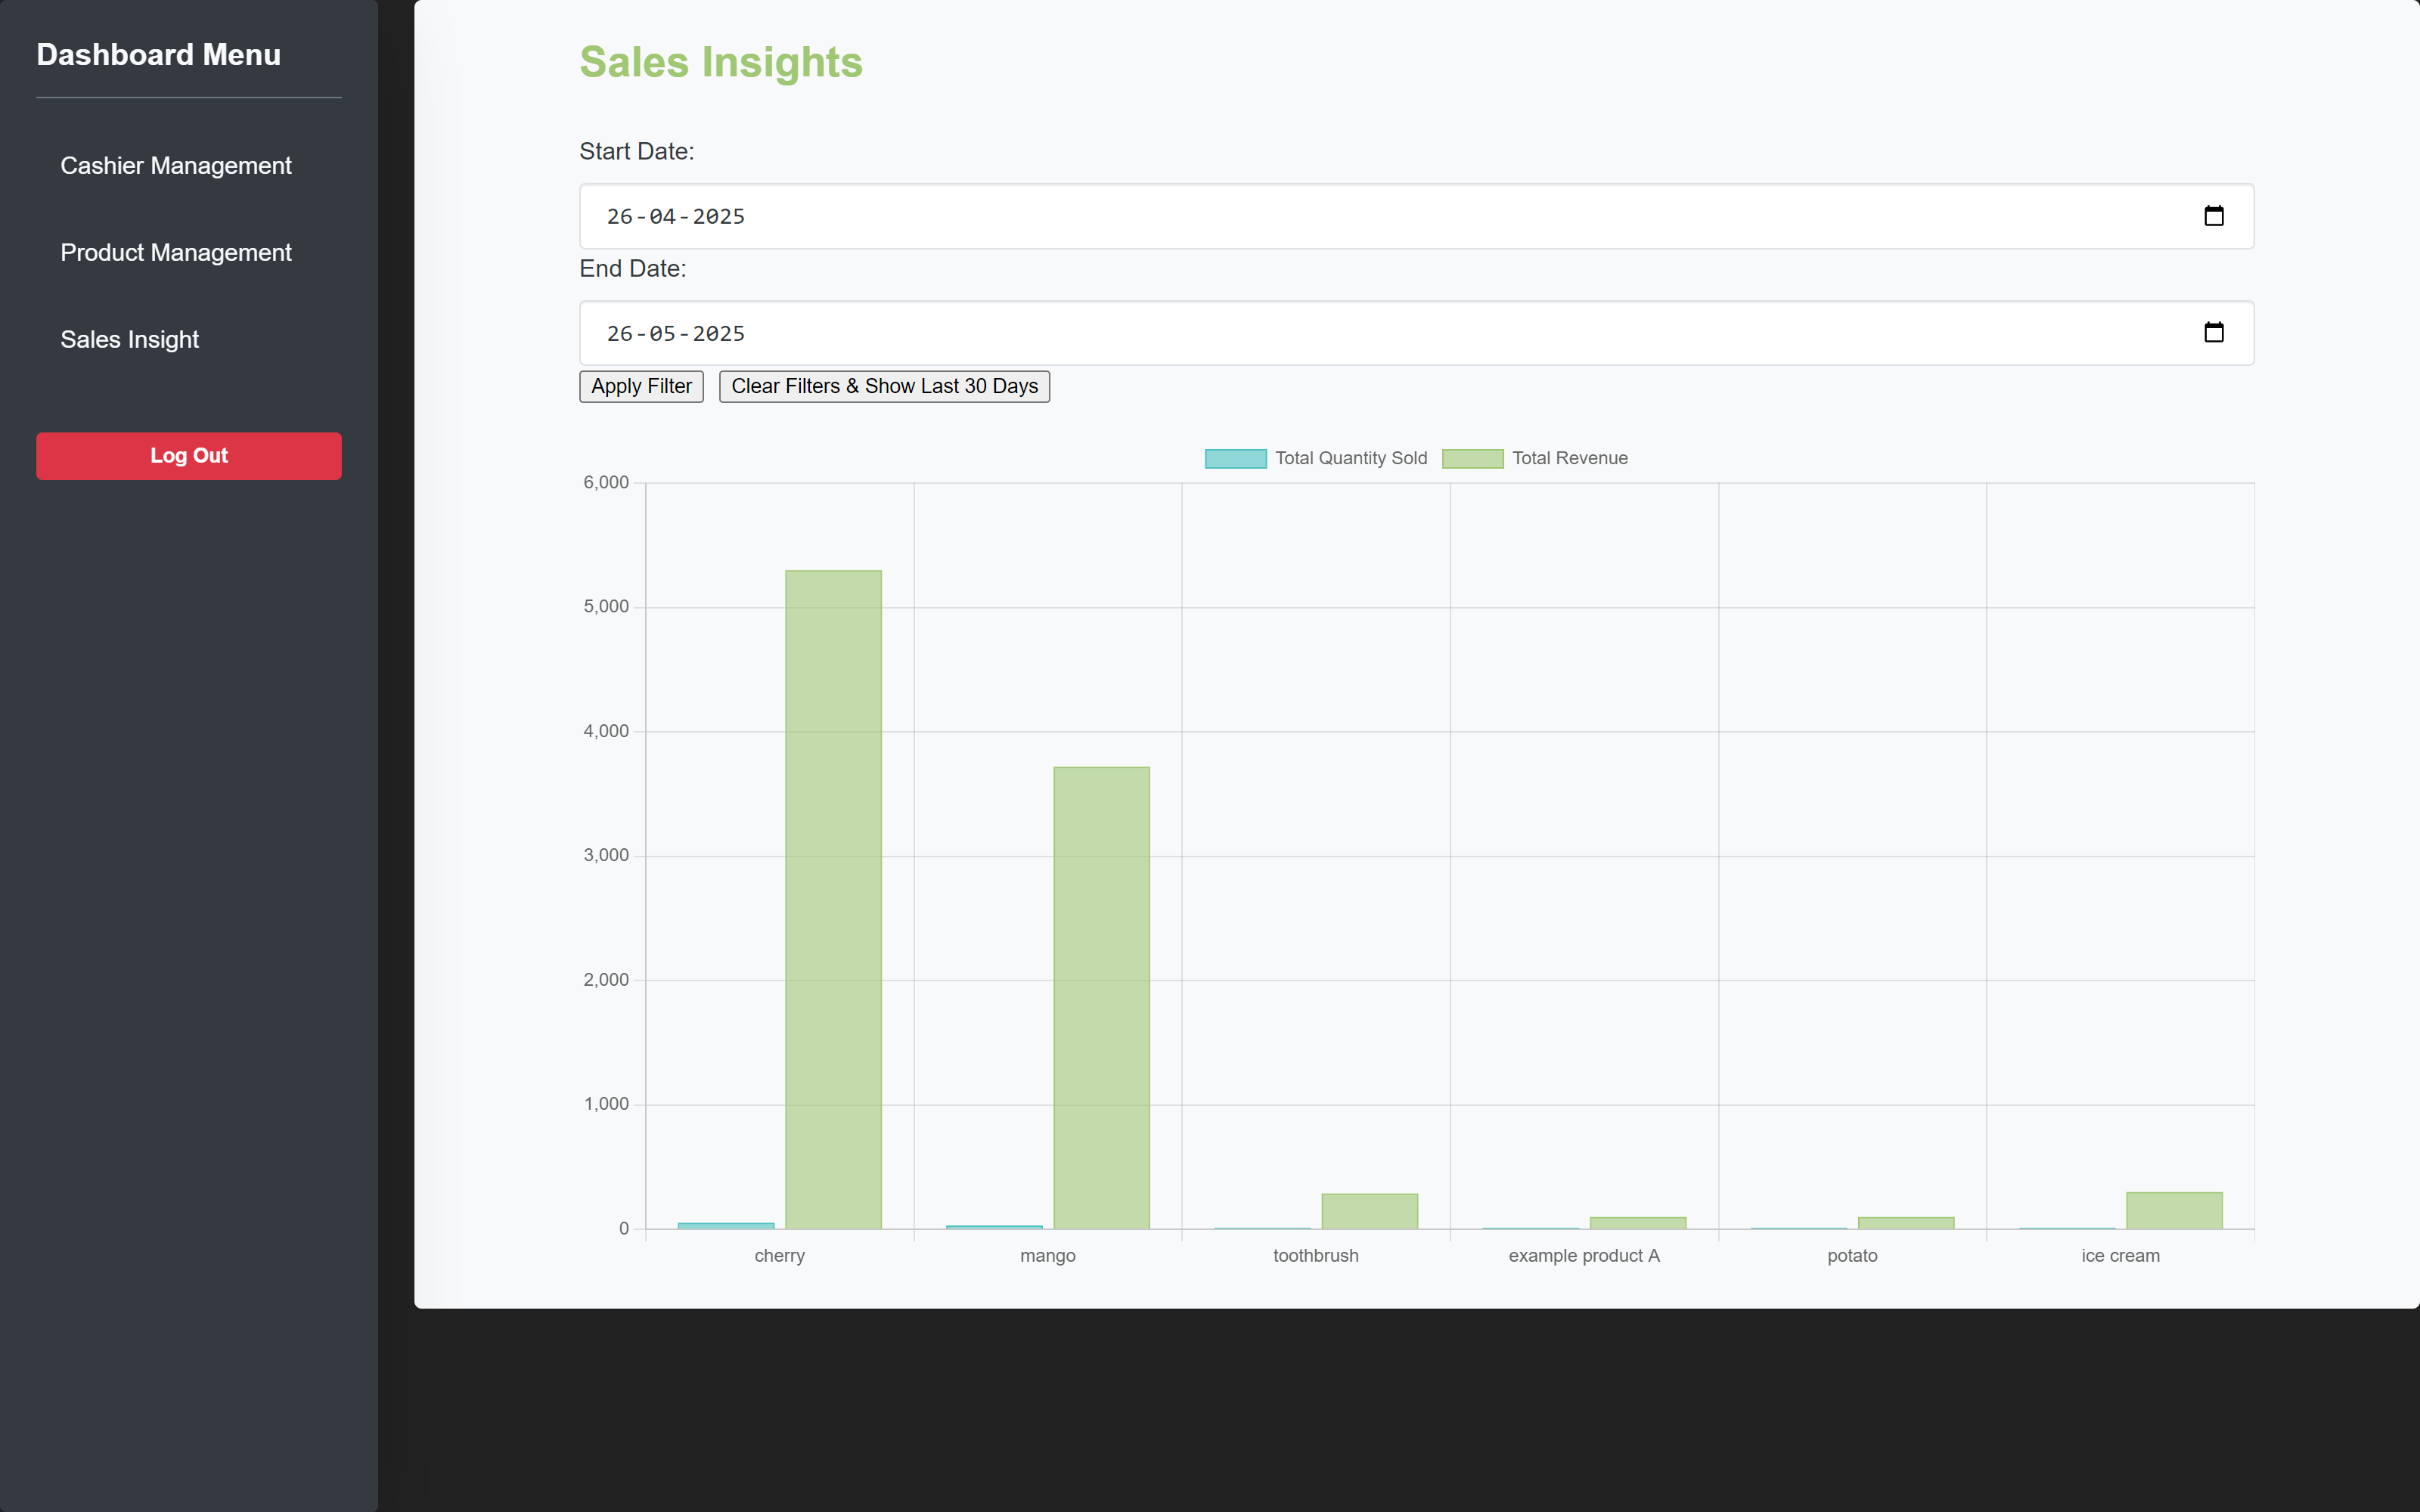 Dashboard Menu
Cashier Management
Product Management
Sales Insight
Log Out
Sales Insights
Start Date:
26-04-2025
End Date:
26-05-2025
Apply Filter Clear Filters & Show Last 30 Days
Total Quantity Sold Total Revenue
6,000
5,000
4,000
3,000
2,000
1,000
0
cherry mango toothbrush example product A potato ice cream